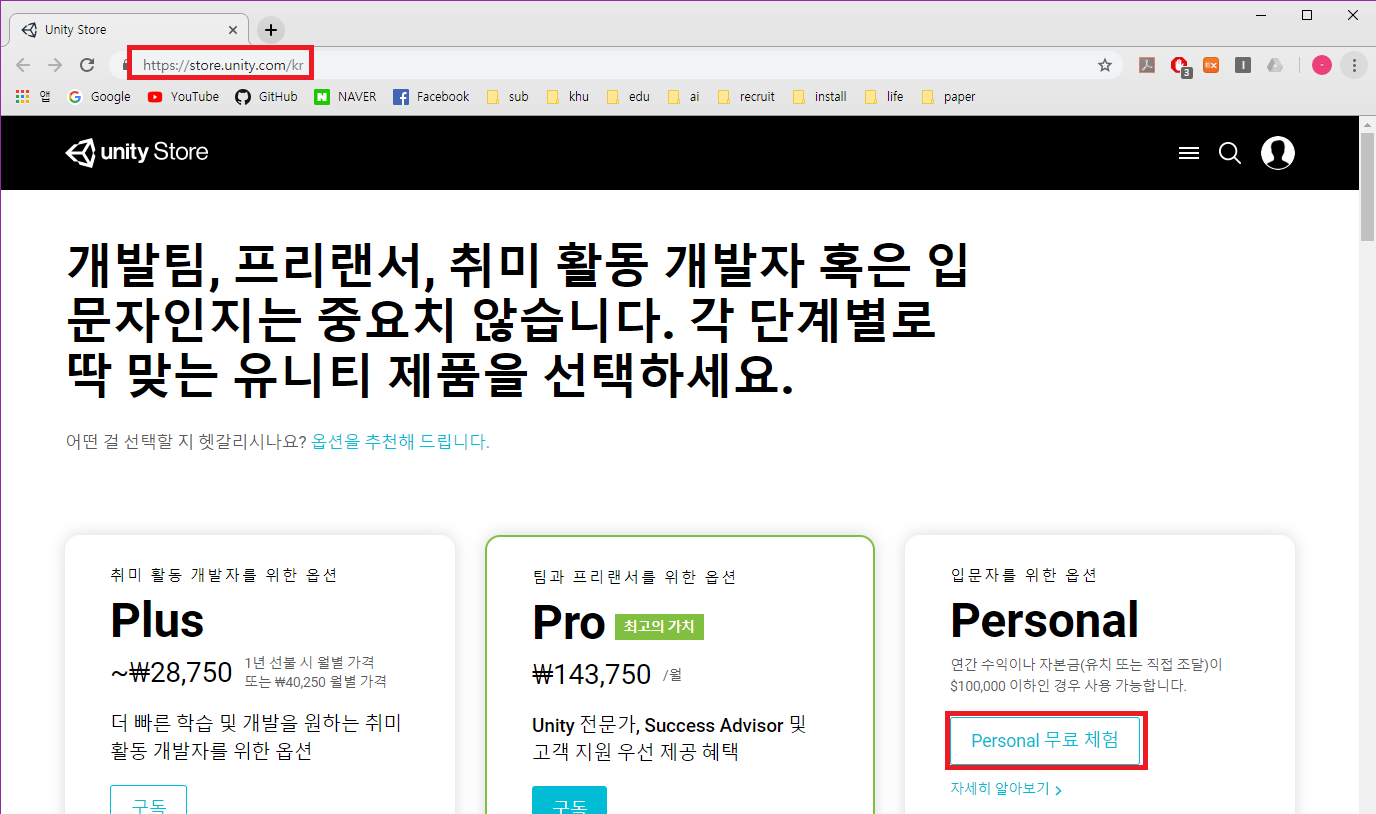 Unity Store
https://store.unity.com/kr
3
앱 Google YouTube GitHub NAVER Facebook sub khu edu ai recruit install life paper
unity Store
개발팀, 프리랜서, 취미 활동 개발자 혹은 입
문자인지는 중요치 않습니다. 각 단계별로
딱 맞는 유니티 제품을 선택하세요.
어떤 걸 선택할 지 헷갈리시나요? 옵션을 추천해 드립니다.
취미 활동 개발자를 위한 옵션
Plus
~₩28,750
1년 선불 시 월별 가격
또는 ₩40,250 월별 가격
더 빠른 학습 및 개발을 원하는 취미
활동 개발자를 위한 옵션
구독
팀과 프리랜서를 위한 옵션
Pro 최고의 가치
₩143,750 /월
Unity 전문가, Success Advisor 및
고객 지원 우선 제공 혜택
구독
입문자를 위한 옵션
Personal
연간 수익이나 자본금(유치 또는 직접 조달)이
$100,000 이하인 경우 사용 가능합니다.
Personal 무료 체험
자세히 알아보기